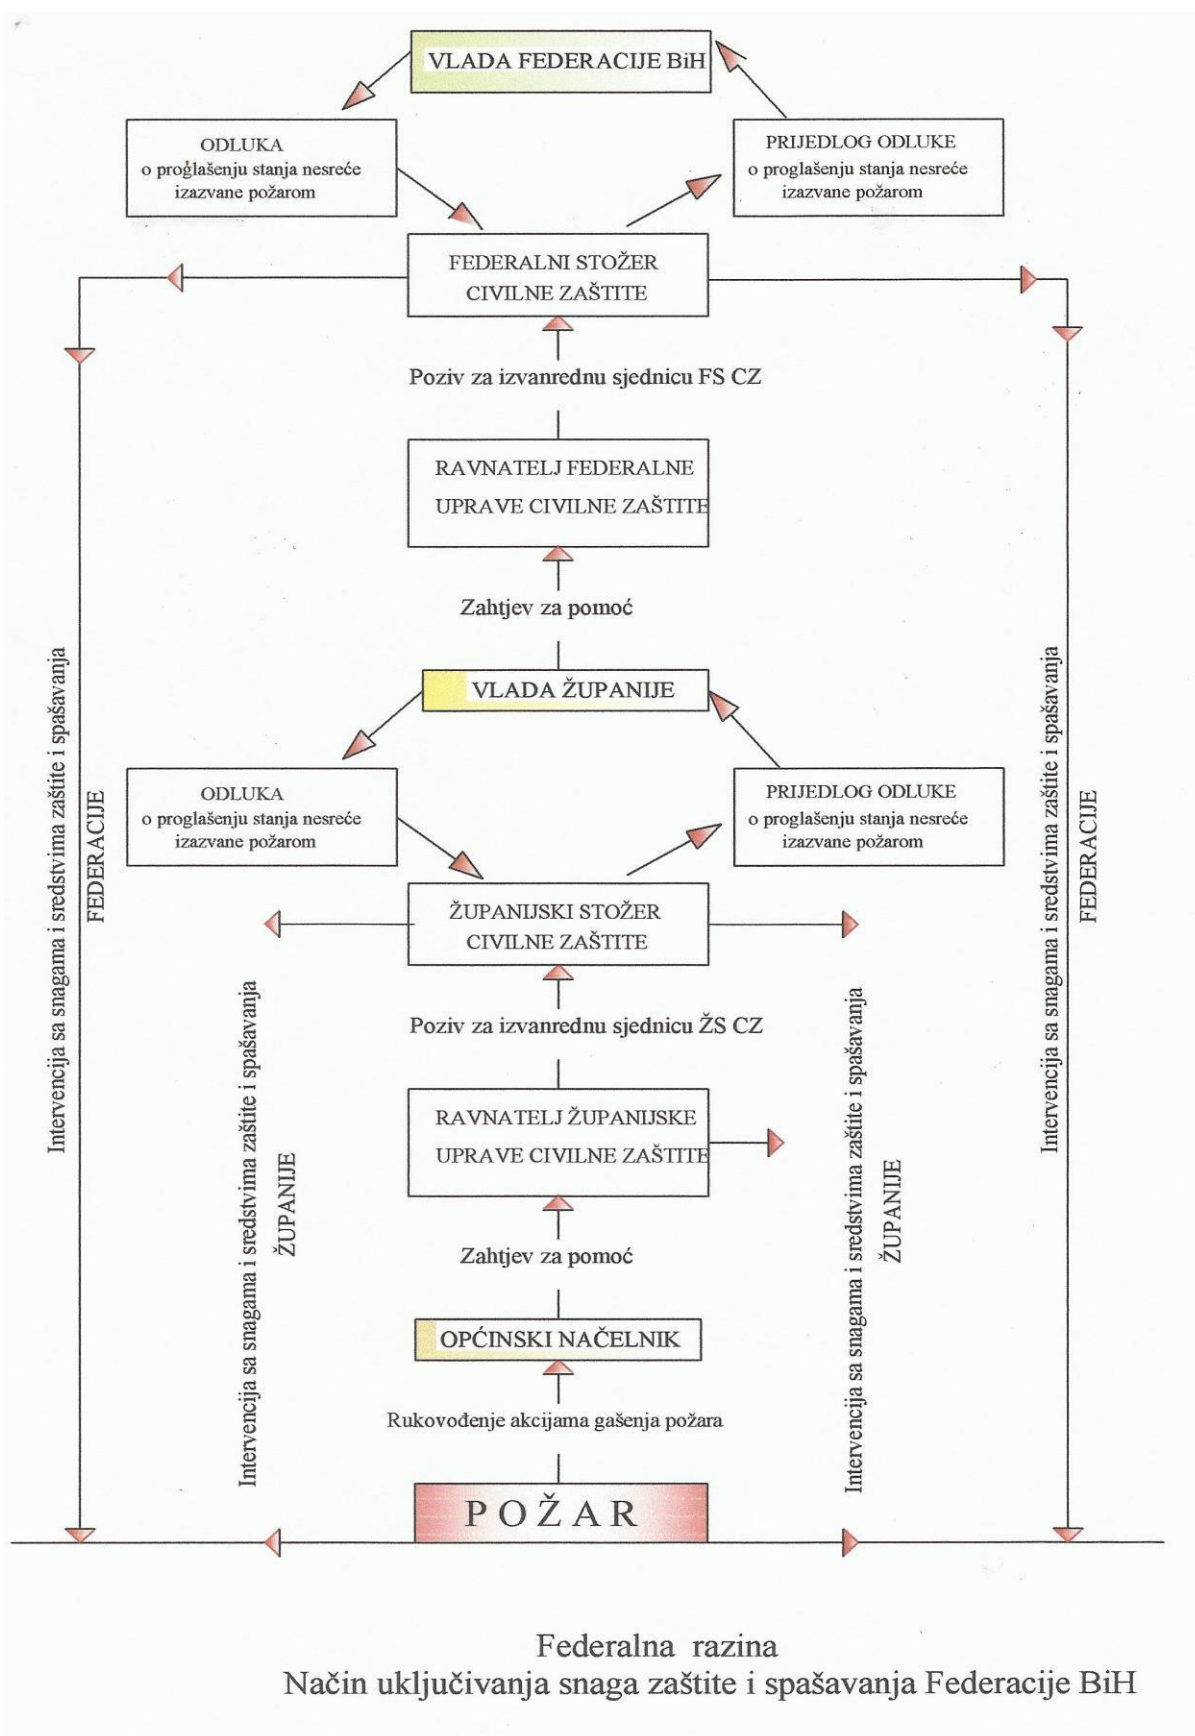 VLADA FEDERACIJE BiH
ODLUKA
o proglašenju stanja nesreće
izazvane požarom
PRIJEDLOG ODLUKE
o proglašenju stanja nesreće
izazvane požarom
FEDERALNI STOŽER
CIVILNE ZAŠTITE
Poziv za izvanrednu sjednicu FS CZ
RAVNATELJ FEDERALNE
UPRAVE CIVILNE ZAŠTITE
Zahtjev za pomoć
VLADA ŽUPANIJE
Intervencija sa snagama i sredstvima zaštite i spašavanja
FEDERACIJE
Intervencija sa snagama i sredstvima zaštite i spašavanja
FEDERACIJE
ODLUKA
o proglašenju stanja nesreće
izazvane požarom
PRIJEDLOG ODLUKE
o proglašenju stanja nesreće
izazvane požarom
ŽUPANIJSKI STOŽER
CIVILNE ZAŠTITE
Poziv za izvanrednu sjednicu ŽS CZ
RAVNATELJ ŽUPANIJSKE
UPRAVE CIVILNE ZAŠTITE
Intervencija sa snagama i sredstvima zaštite i spašavanja
ŽUPANIJE
Intervencija sa snagama i sredstvima zaštite i spašavanja
ŽUPANIJE
Zahtjev za pomoć
OPĆINSKI NAČELNIK
Rukovođenje akcijama gašenja požara
POŽAR
Federalna razina
Način uključivanja snaga zaštite i spašavanja Federacije BiH